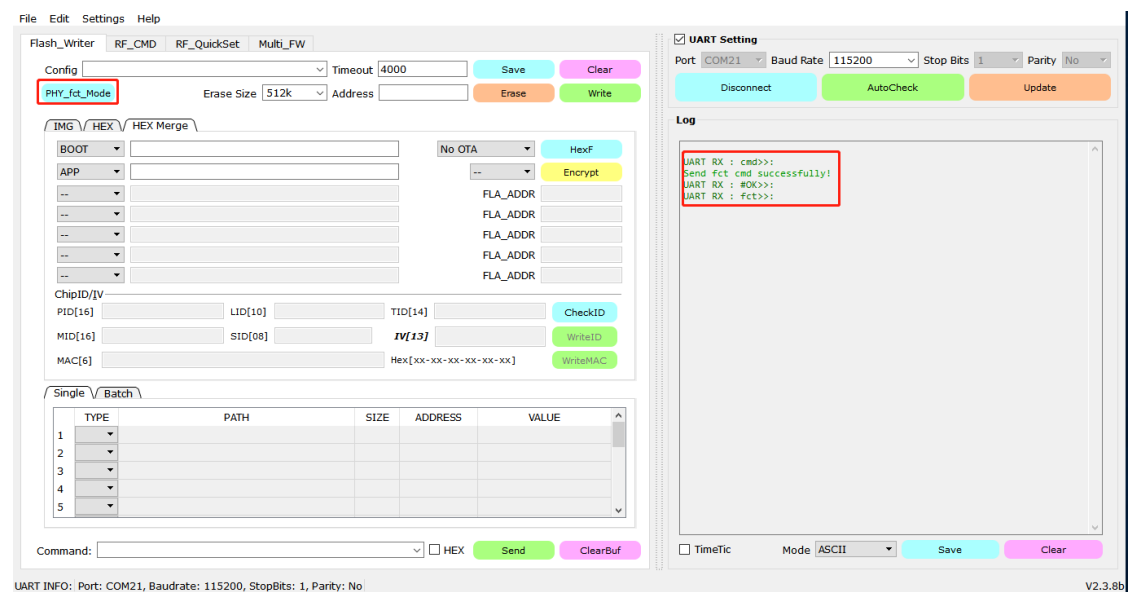 File Edit Settings Help
Flash_Writer RF_CMD RF_QuickSet Multi_FW
Config Timeout 4000 Save Clear
PHY_fct_Mode Erase Size 512k Address Erase Write
IMG HEX HEX Merge
BOOT No OTA HexF
APP -- Encrypt
-- FLA_ADDR
-- FLA_ADDR
-- FLA_ADDR
-- FLA_ADDR
-- FLA_ADDR
ChipID/IV
PID[16] LID[10] TID[14] CheckID
MID[16] SID[08] IV[13] WriteID
MAC[6] Hex[xx-xx-xx-xx-xx-xx] WriteMAC
Single Batch
TYPE PATH SIZE ADDRESS VALUE
1
2
3
4
5
Command: HEX Send ClearBuf
UART Setting
Port COM21 Baud Rate 115200 Stop Bits 1 Parity No
Disconnect AutoCheck Update
Log
UART RX : cmd>>:
Send fct cmd successfully!
UART RX : #OK>>:
UART RX : fct>>:
TimeTic Mode ASCII Save Clear
UART INFO: Port: COM21, Baudrate: 115200, StopBits: 1, Parity: No
V2.3.8b